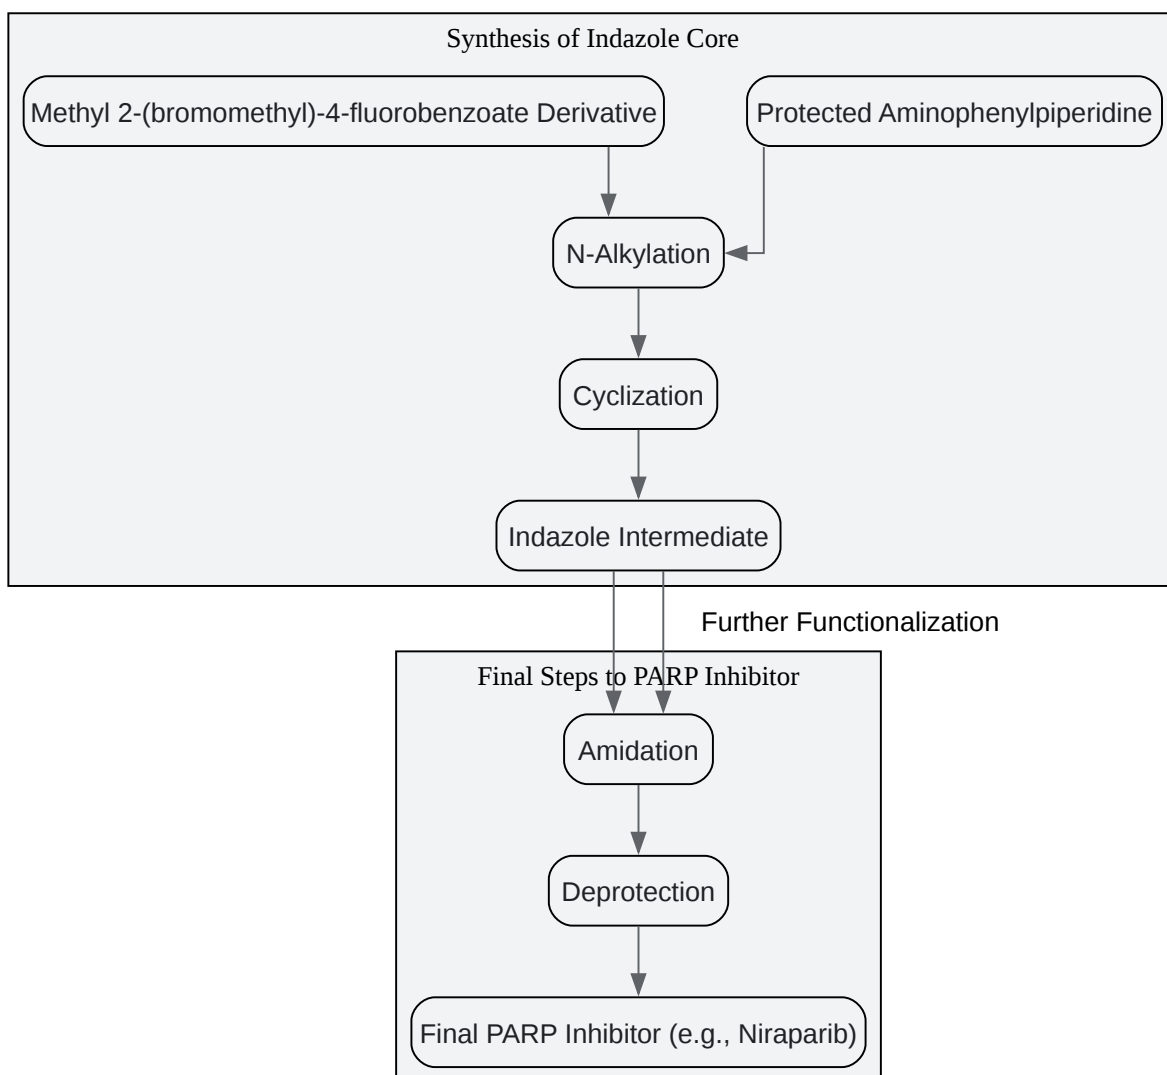 Synthesis of Indazole Core
Methyl 2-(bromomethyl)-4-fluorobenzoate Derivative
Protected Aminophenylpiperidine
N-Alkylation
Cyclization
Indazole Intermediate
Further Functionalization
Final Steps to PARP Inhibitor
Amidation
Deprotection
Final PARP Inhibitor (e.g., Niraparib)